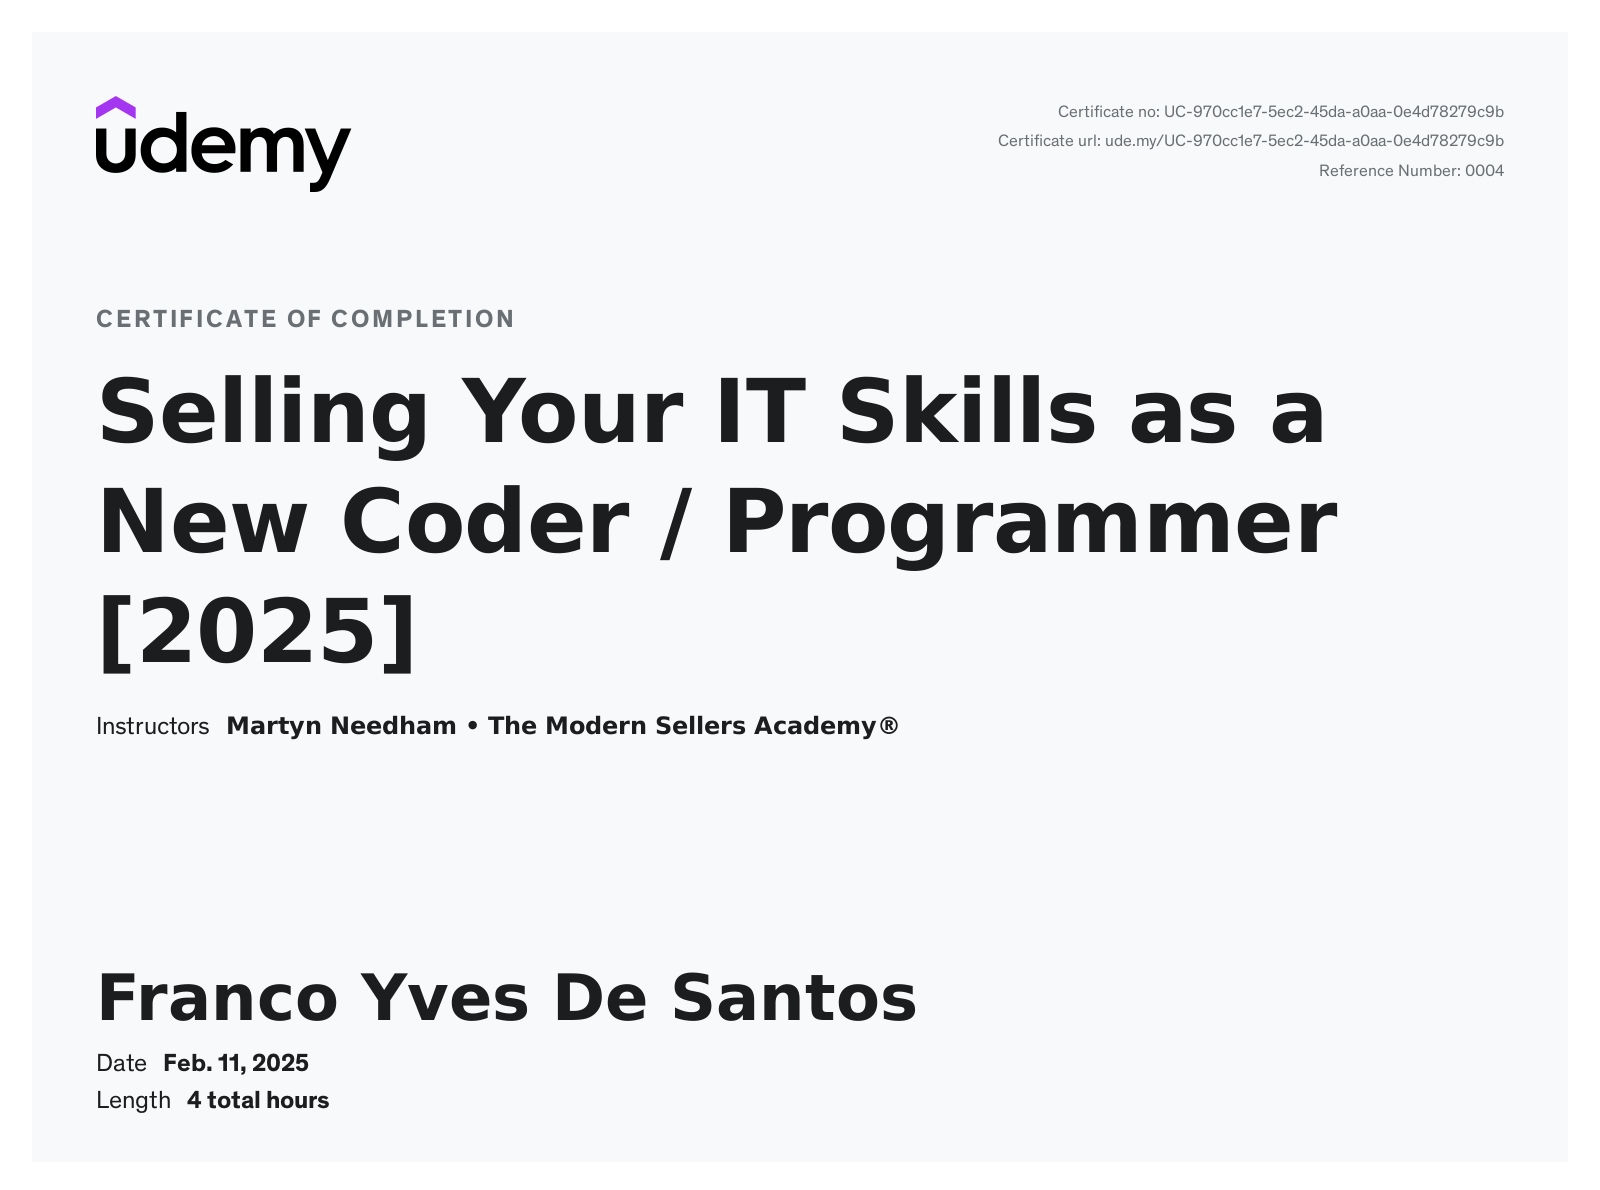 udemy
Certificate no: UC-970cc1e7-5ec2-45da-a0aa-0e4d78279c9b
Certificate url: ude.my/UC-970cc1e7-5ec2-45da-a0aa-0e4d78279c9b
Reference Number: 0004
CERTIFICATE OF COMPLETION
Selling Your IT Skills as a
New Coder / Programmer
[2025]
Instructors Martyn Needham • The Modern Sellers Academy®
Franco Yves De Santos
Date Feb. 11, 2025
Length 4 total hours